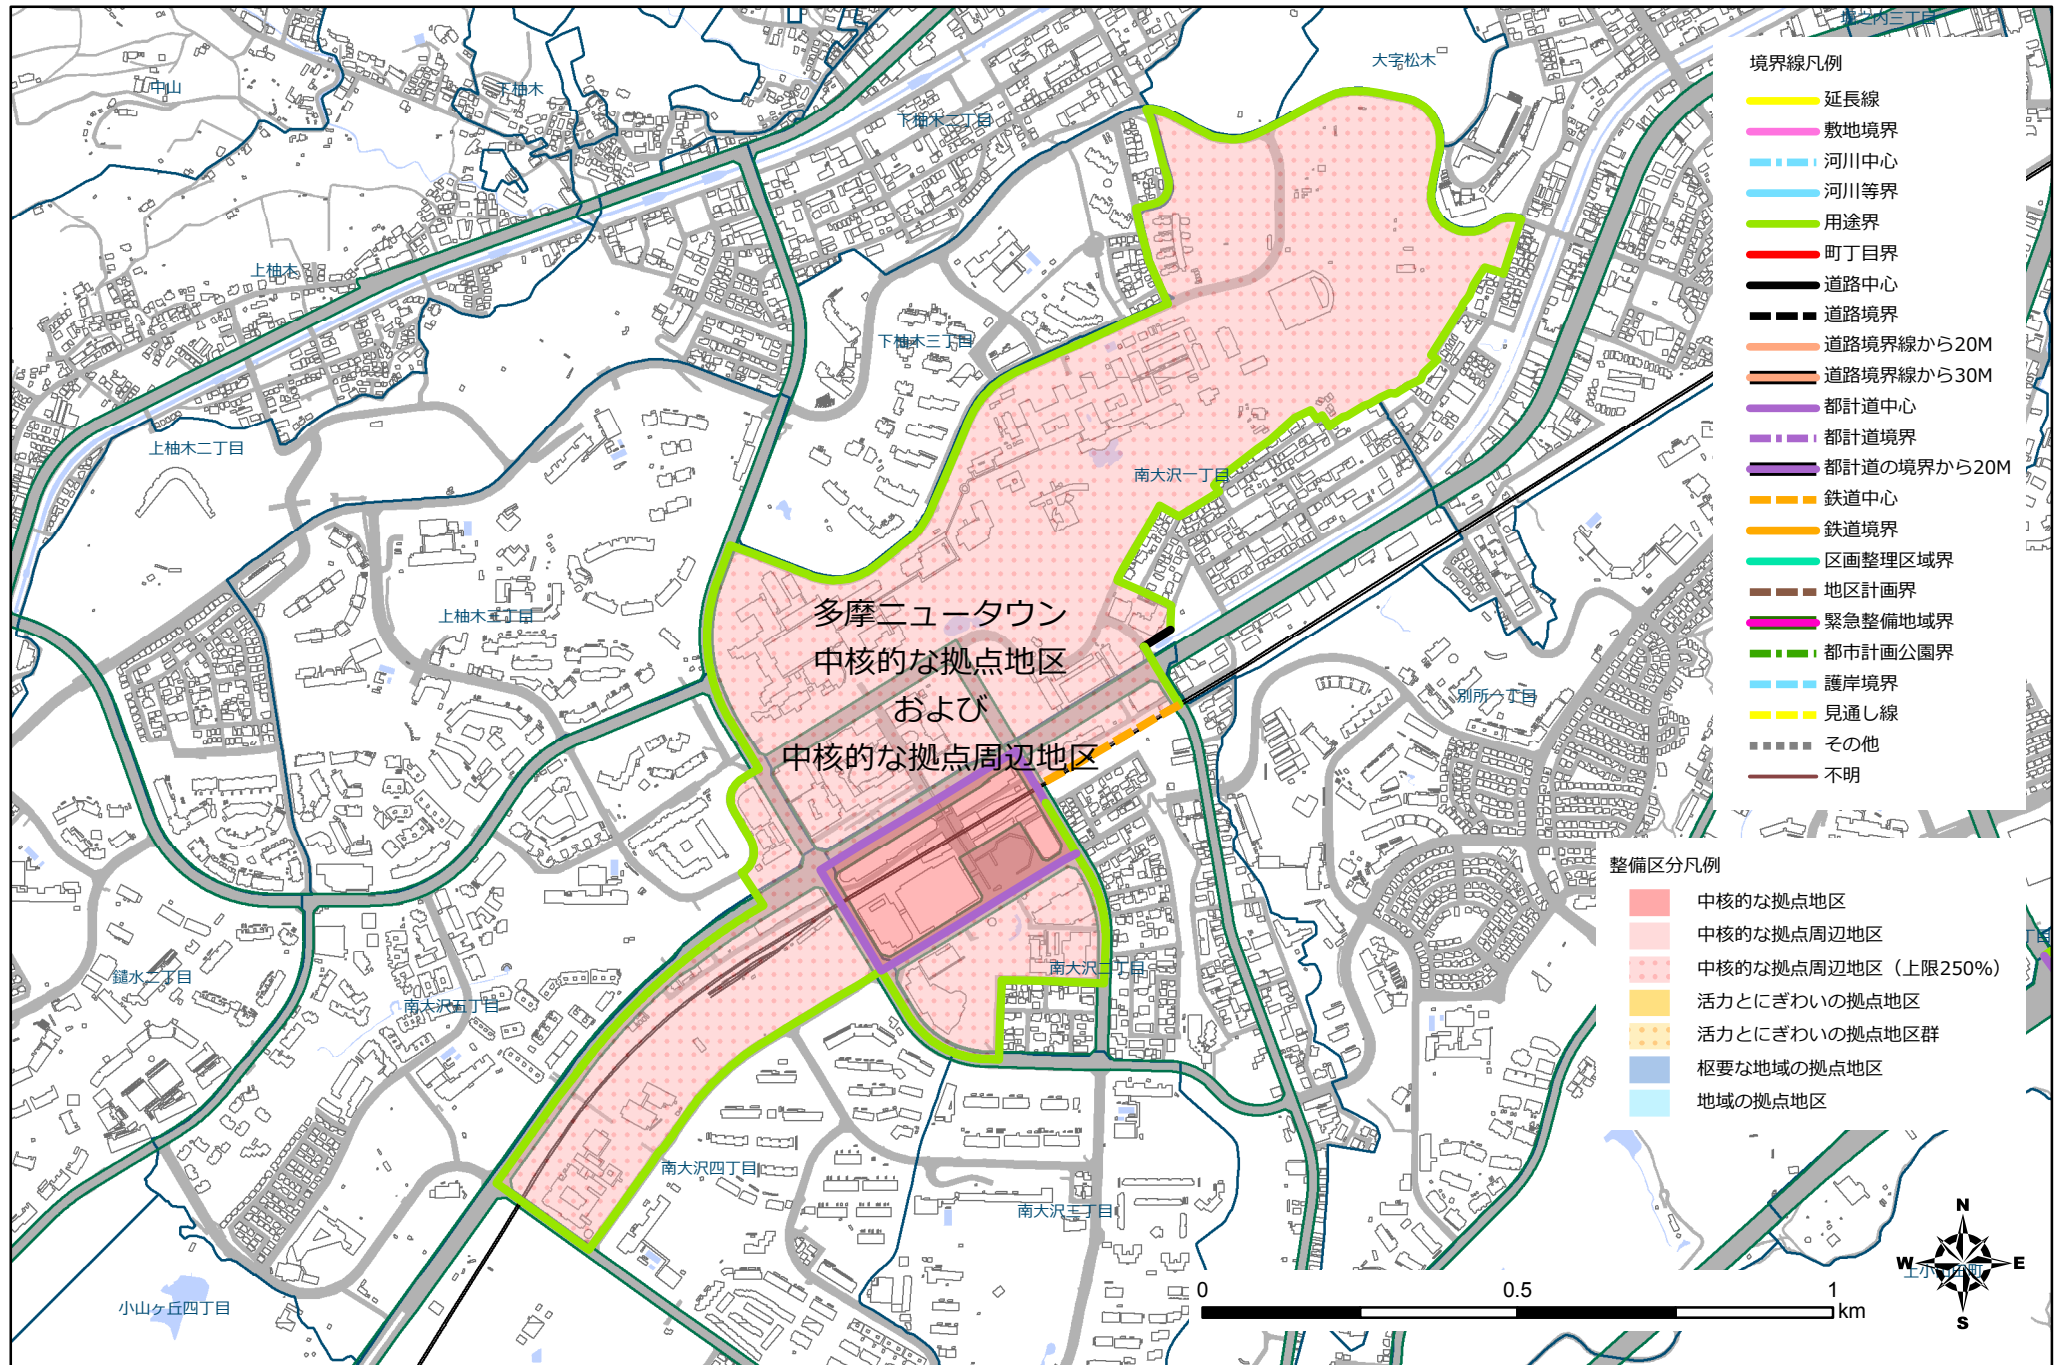 堀之内三丁目
大字松木
中山
下柚木
下柚木二丁目
上柚木
下柚木三丁目
上柚木二丁目
南大沢一丁目
上柚木三丁目
別所一丁目
多摩ニュータウン
中核的な拠点地区
および
中核的な拠点周辺地区
鑓水二丁目
南大沢五丁目
南大沢二丁目
南大沢四丁目
南大沢三丁目
小山ヶ丘四丁目
上小山田町
丁目
境界線凡例
延長線
敷地境界
河川中心
河川等界
用途界
町丁目界
道路中心
道路境界
道路境界線から20M
道路境界線から30M
都計道中心
都計道境界
都計道の境界から20M
鉄道中心
鉄道境界
区画整理区域界
地区計画界
緊急整備地域界
都市計画公園界
護岸境界
見通し線
その他
不明
整備区分凡例
中核的な拠点地区
中核的な拠点周辺地区
中核的な拠点周辺地区（上限250%）
活力とにぎわいの拠点地区
活力とにぎわいの拠点地区群
枢要な地域の拠点地区
地域の拠点地区
N
W E
S
0 0.5 1
km